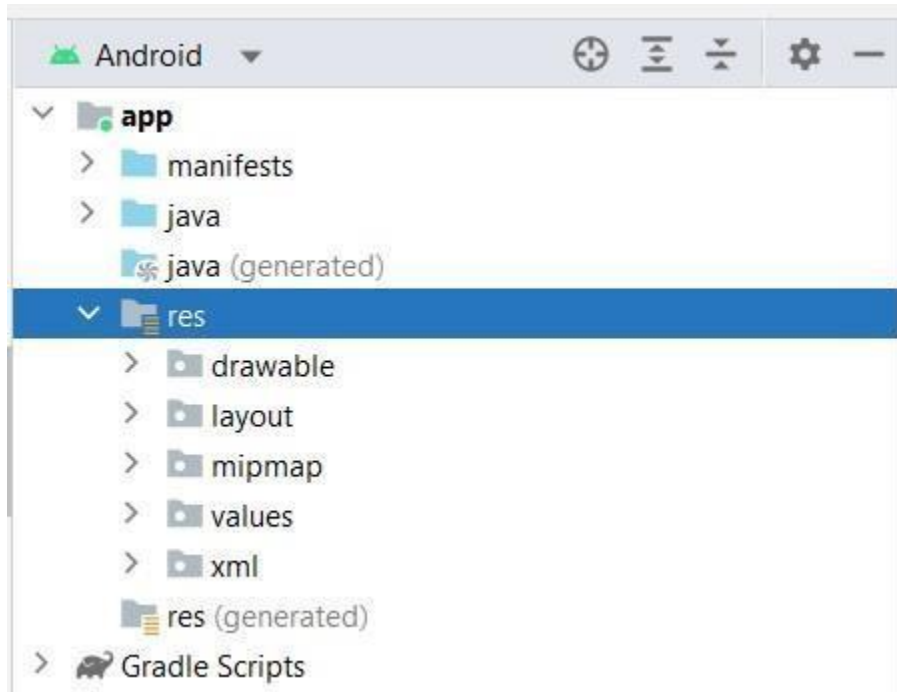 Android
app
manifests
java
java (generated)
res
drawable
layout
mipmap
values
xml
res (generated)
Gradle Scripts